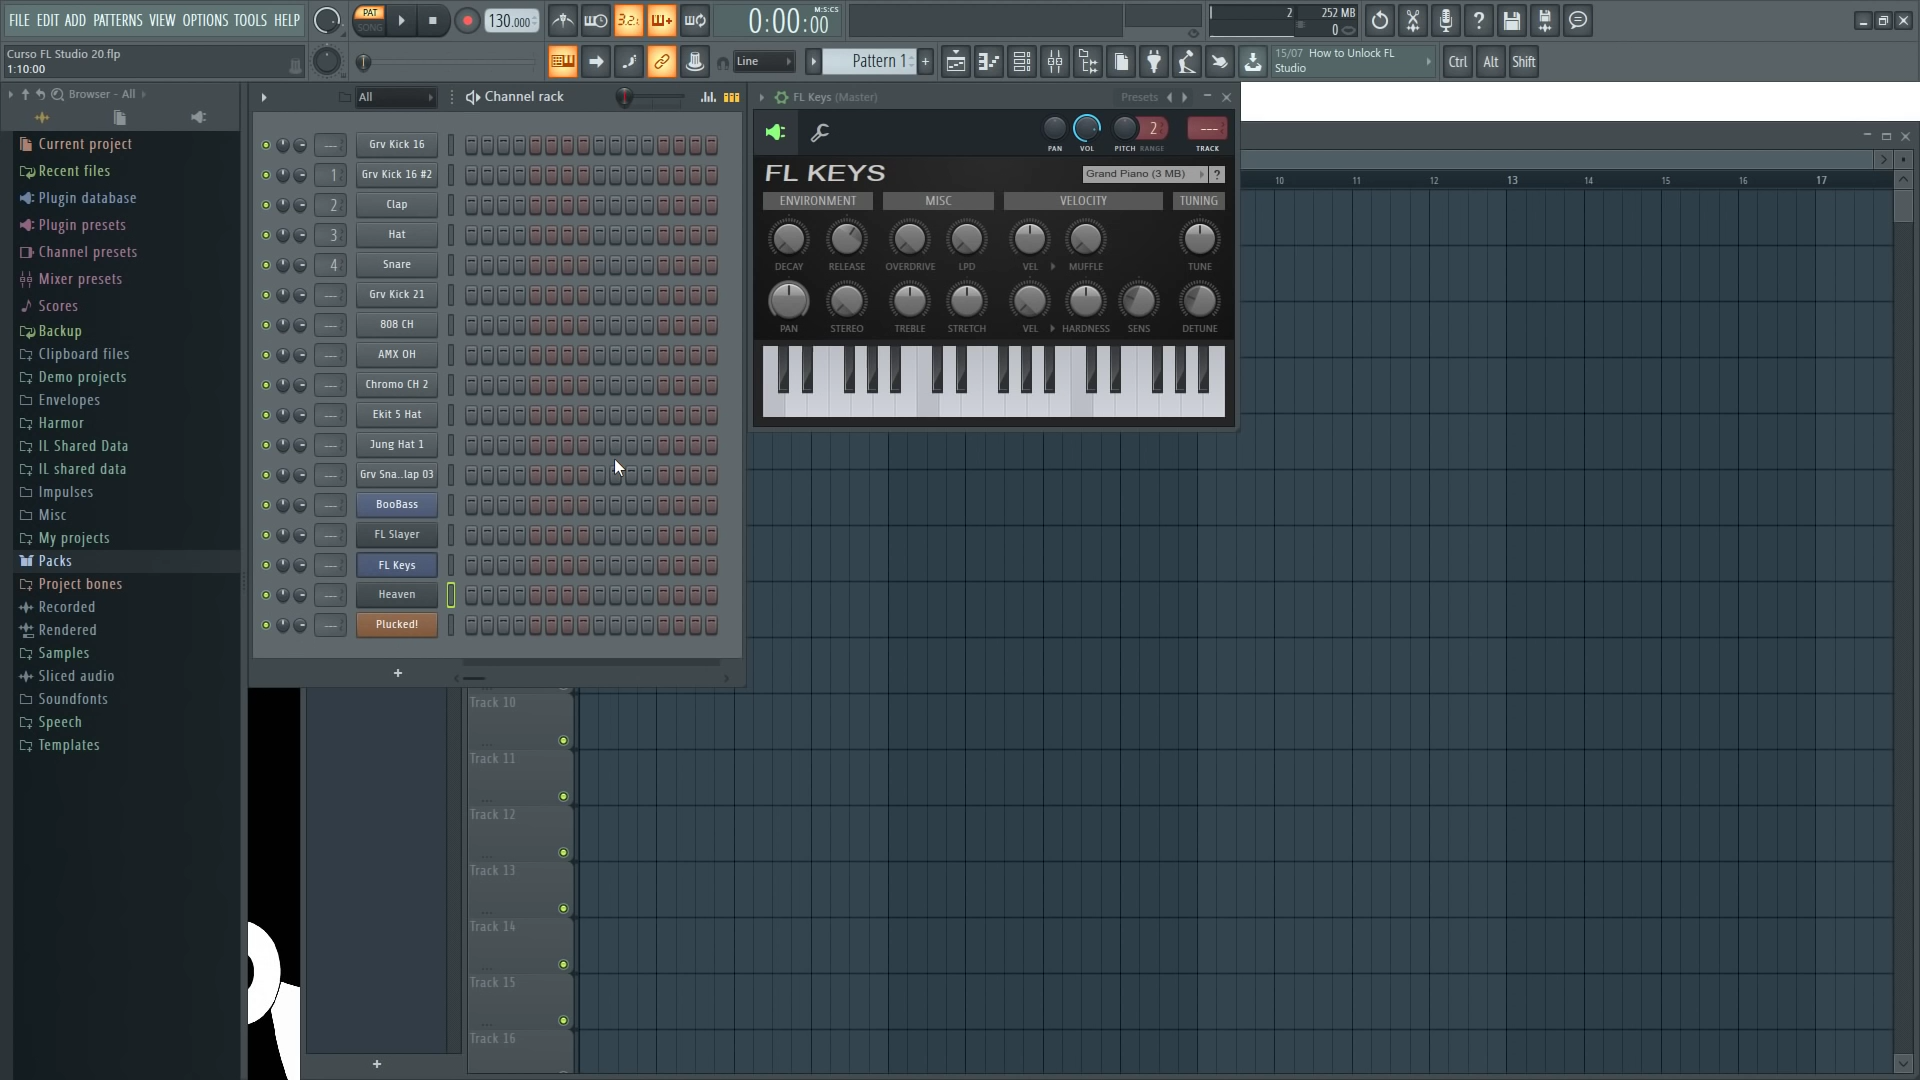 FILE EDIT ADD PATTERNS VIEW OPTIONS TOOLS HELP
PAT
SONG
130.000
3.2.
0:00:00
M:S:CS
2
252 MB
0
Curso FL Studio 20.flp
1:10:00
Line
Pattern 1
+
15/07 How to Unlock FL
Studio
Ctrl
Alt
Shift
Browser - All
Current project
Recent files
Plugin database
Plugin presets
Channel presets
Mixer presets
Scores
Backup
Clipboard files
Demo projects
Envelopes
Harmor
IL Shared Data
IL shared data
Impulses
Misc
My projects
Packs
Project bones
Recorded
Rendered
Samples
Sliced audio
Soundfonts
Speech
Templates
All
Channel rack
--- Grv Kick 16
1 Grv Kick 16 #2
2 Clap
3 Hat
4 Snare
--- Grv Kick 21
--- 808 CH
--- AMX OH
--- Chromo CH 2
--- Ekit 5 Hat
--- Jung Hat 1
--- Grv Sna..lap 03
--- BooBass
--- FL Slayer
--- FL Keys
--- Heaven
--- Plucked!
+
FL Keys (Master)
Presets
2
---
PAN VOL PITCH RANGE TRACK
FL KEYS
Grand Piano (3 MB)
?
ENVIRONMENT MISC VELOCITY TUNING
DECAY RELEASE OVERDRIVE LPD VEL MUFFLE TUNE
PAN STEREO TREBLE STRETCH VEL HARDNESS SENS DETUNE
10 11 12 13 14 15 16 17
Track 10
Track 11
Track 12
Track 13
Track 14
Track 15
Track 16
+